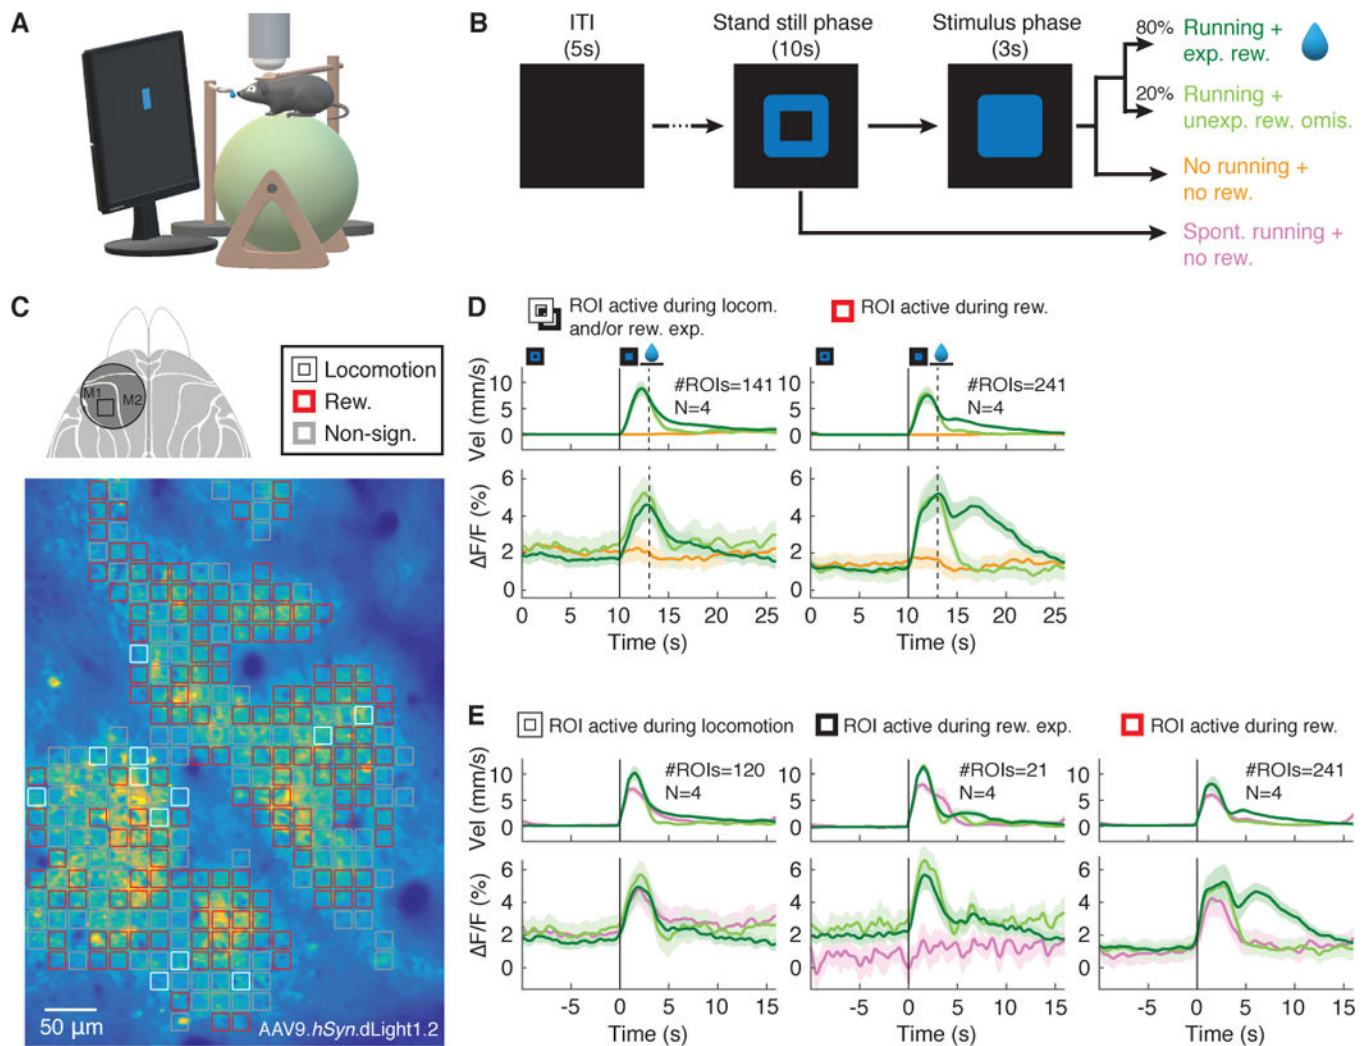 A
B
ITI
(5s)
Stand still phase
(10s)
Stimulus phase
(3s)
80%
Running +
exp. rew.
20%
Running +
unexp. rew. omis.
No running +
no rew.
Spont. running +
no rew.
C
M1
M2
Locomotion
Rew.
Non-sign.
50 µm
AAV9.hSyn.dLight1.2
D
ROI active during locom.
and/or rew. exp.
ROI active during rew.
Vel (mm/s)
10
5
0
#ROIs=141
N=4
10
5
0
#ROIs=241
N=4
ΔF/F (%)
6
4
2
0
0 5 10 15 20 25
Time (s)
6
4
2
0
0 5 10 15 20 25
Time (s)
E
ROI active during locomotion
ROI active during rew. exp.
ROI active during rew.
Vel (mm/s)
10
5
0
#ROIs=120
N=4
10
5
0
#ROIs=21
N=4
10
5
0
#ROIs=241
N=4
ΔF/F (%)
6
4
2
0
-5 0 5 10 15
Time (s)
6
4
2
0
-5 0 5 10 15
Time (s)
6
4
2
0
-5 0 5 10 15
Time (s)